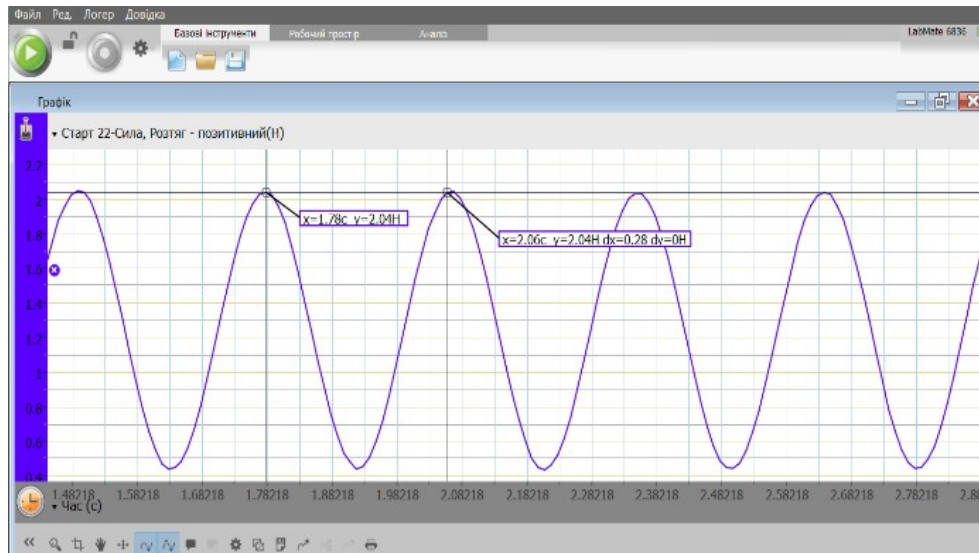 Файл Ред. Логер Довідка
Базові інструменти Робочий простір Аналіз LabMate 6836
Графік
Старт 22-Сила, Розтяг - позитивний(Н)
2.2
2
1.8
1.6
1.4
1.2
1
0.8
0.6
0.4
x=1.78с y=2.04Н
x=2.06с y=2.04Н dx=0.28 dy=0Н
1.48218 1.58218 1.68218 1.78218 1.88218 1.98218 2.08218 2.18218 2.28218 2.38218 2.48218 2.58218 2.68218 2.78218
Час (с)